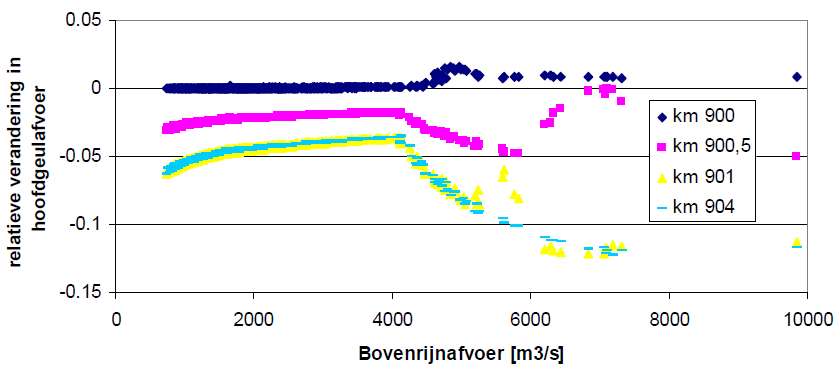 relatieve verandering in
hoofdgeulafvoer
0.05
0
-0.05
-0.1
-0.15
0
2000
4000
6000
8000
10000
Bovenrijnafvoer [m3/s]
km 900
km 900,5
km 901
km 904